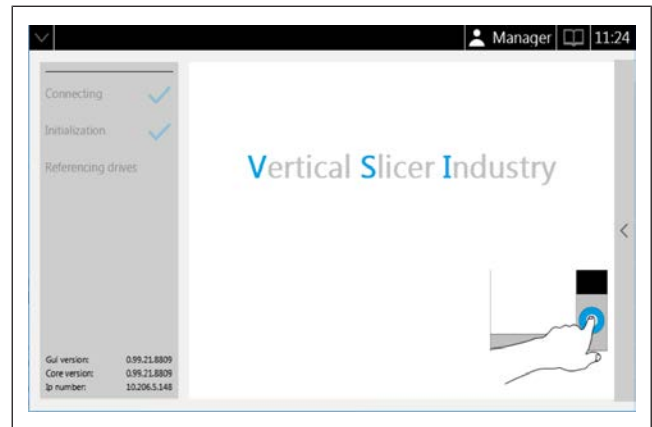 Manager 11:24
Connecting
Initialization
Referencing drives
Vertical Slicer Industry
Gui version: 0.99.21.8809
Core version: 0.99.21.8809
Ip number: 10.206.5.148